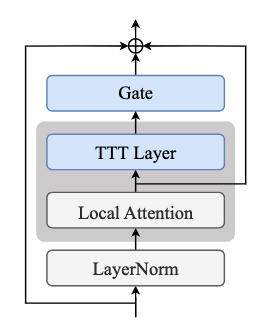 Gate
TTT Layer
Local Attention
LayerNorm